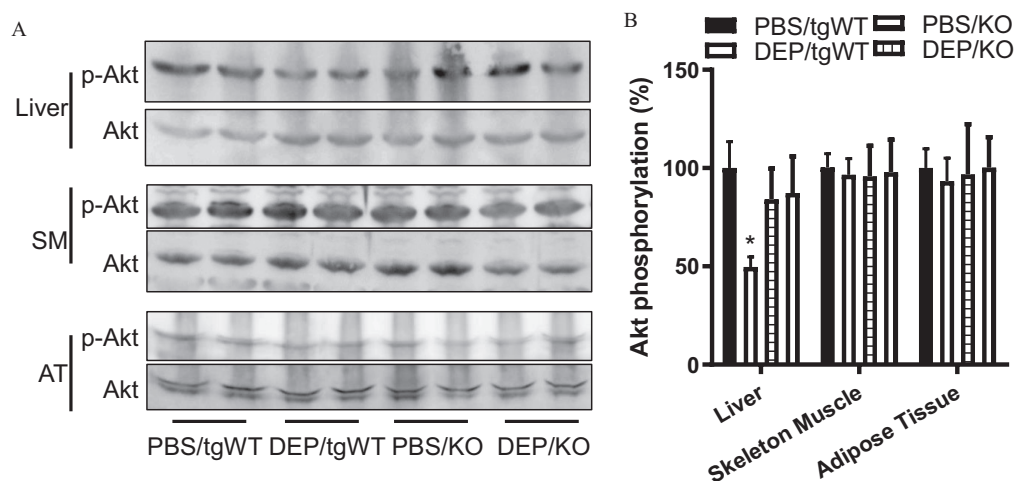 A
p-Akt
Liver
Akt
p-Akt
SM
Akt
p-Akt
AT
Akt
PBS/tgWT DEP/tgWT PBS/KO DEP/KO
B
PBS/tgWT PBS/KO
DEP/tgWT DEP/KO
Akt phosphorylation (%)
150
100
50
0
*
Liver
Skeleton Muscle
Adipose Tissue